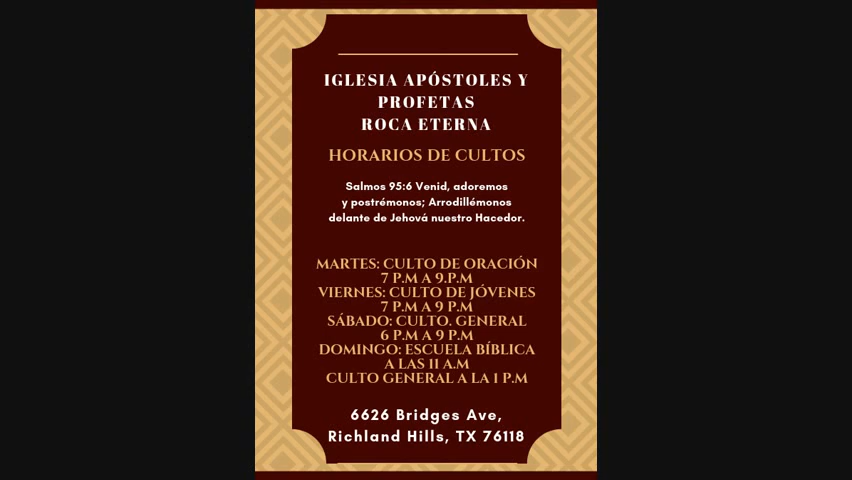 IGLESIA APÓSTOLES Y
PROFETAS
ROCA ETERNA
HORARIOS DE CULTOS
Salmos 95:6 Venid, adoremos
y postrémonos; Arrodillémonos
delante de Jehová nuestro Hacedor.
MARTES: CULTO DE ORACIÓN
7 P.M A 9.P.M
VIERNES: CULTO DE JÓVENES
7 P.M A 9 P.M
SÁBADO: CULTO. GENERAL
6 P.M A 9 P.M
DOMINGO: ESCUELA BÍBLICA
A LAS 11 A.M
CULTO GENERAL A LA 1 P.M
6626 Bridges Ave,
Richland Hills, TX 76118